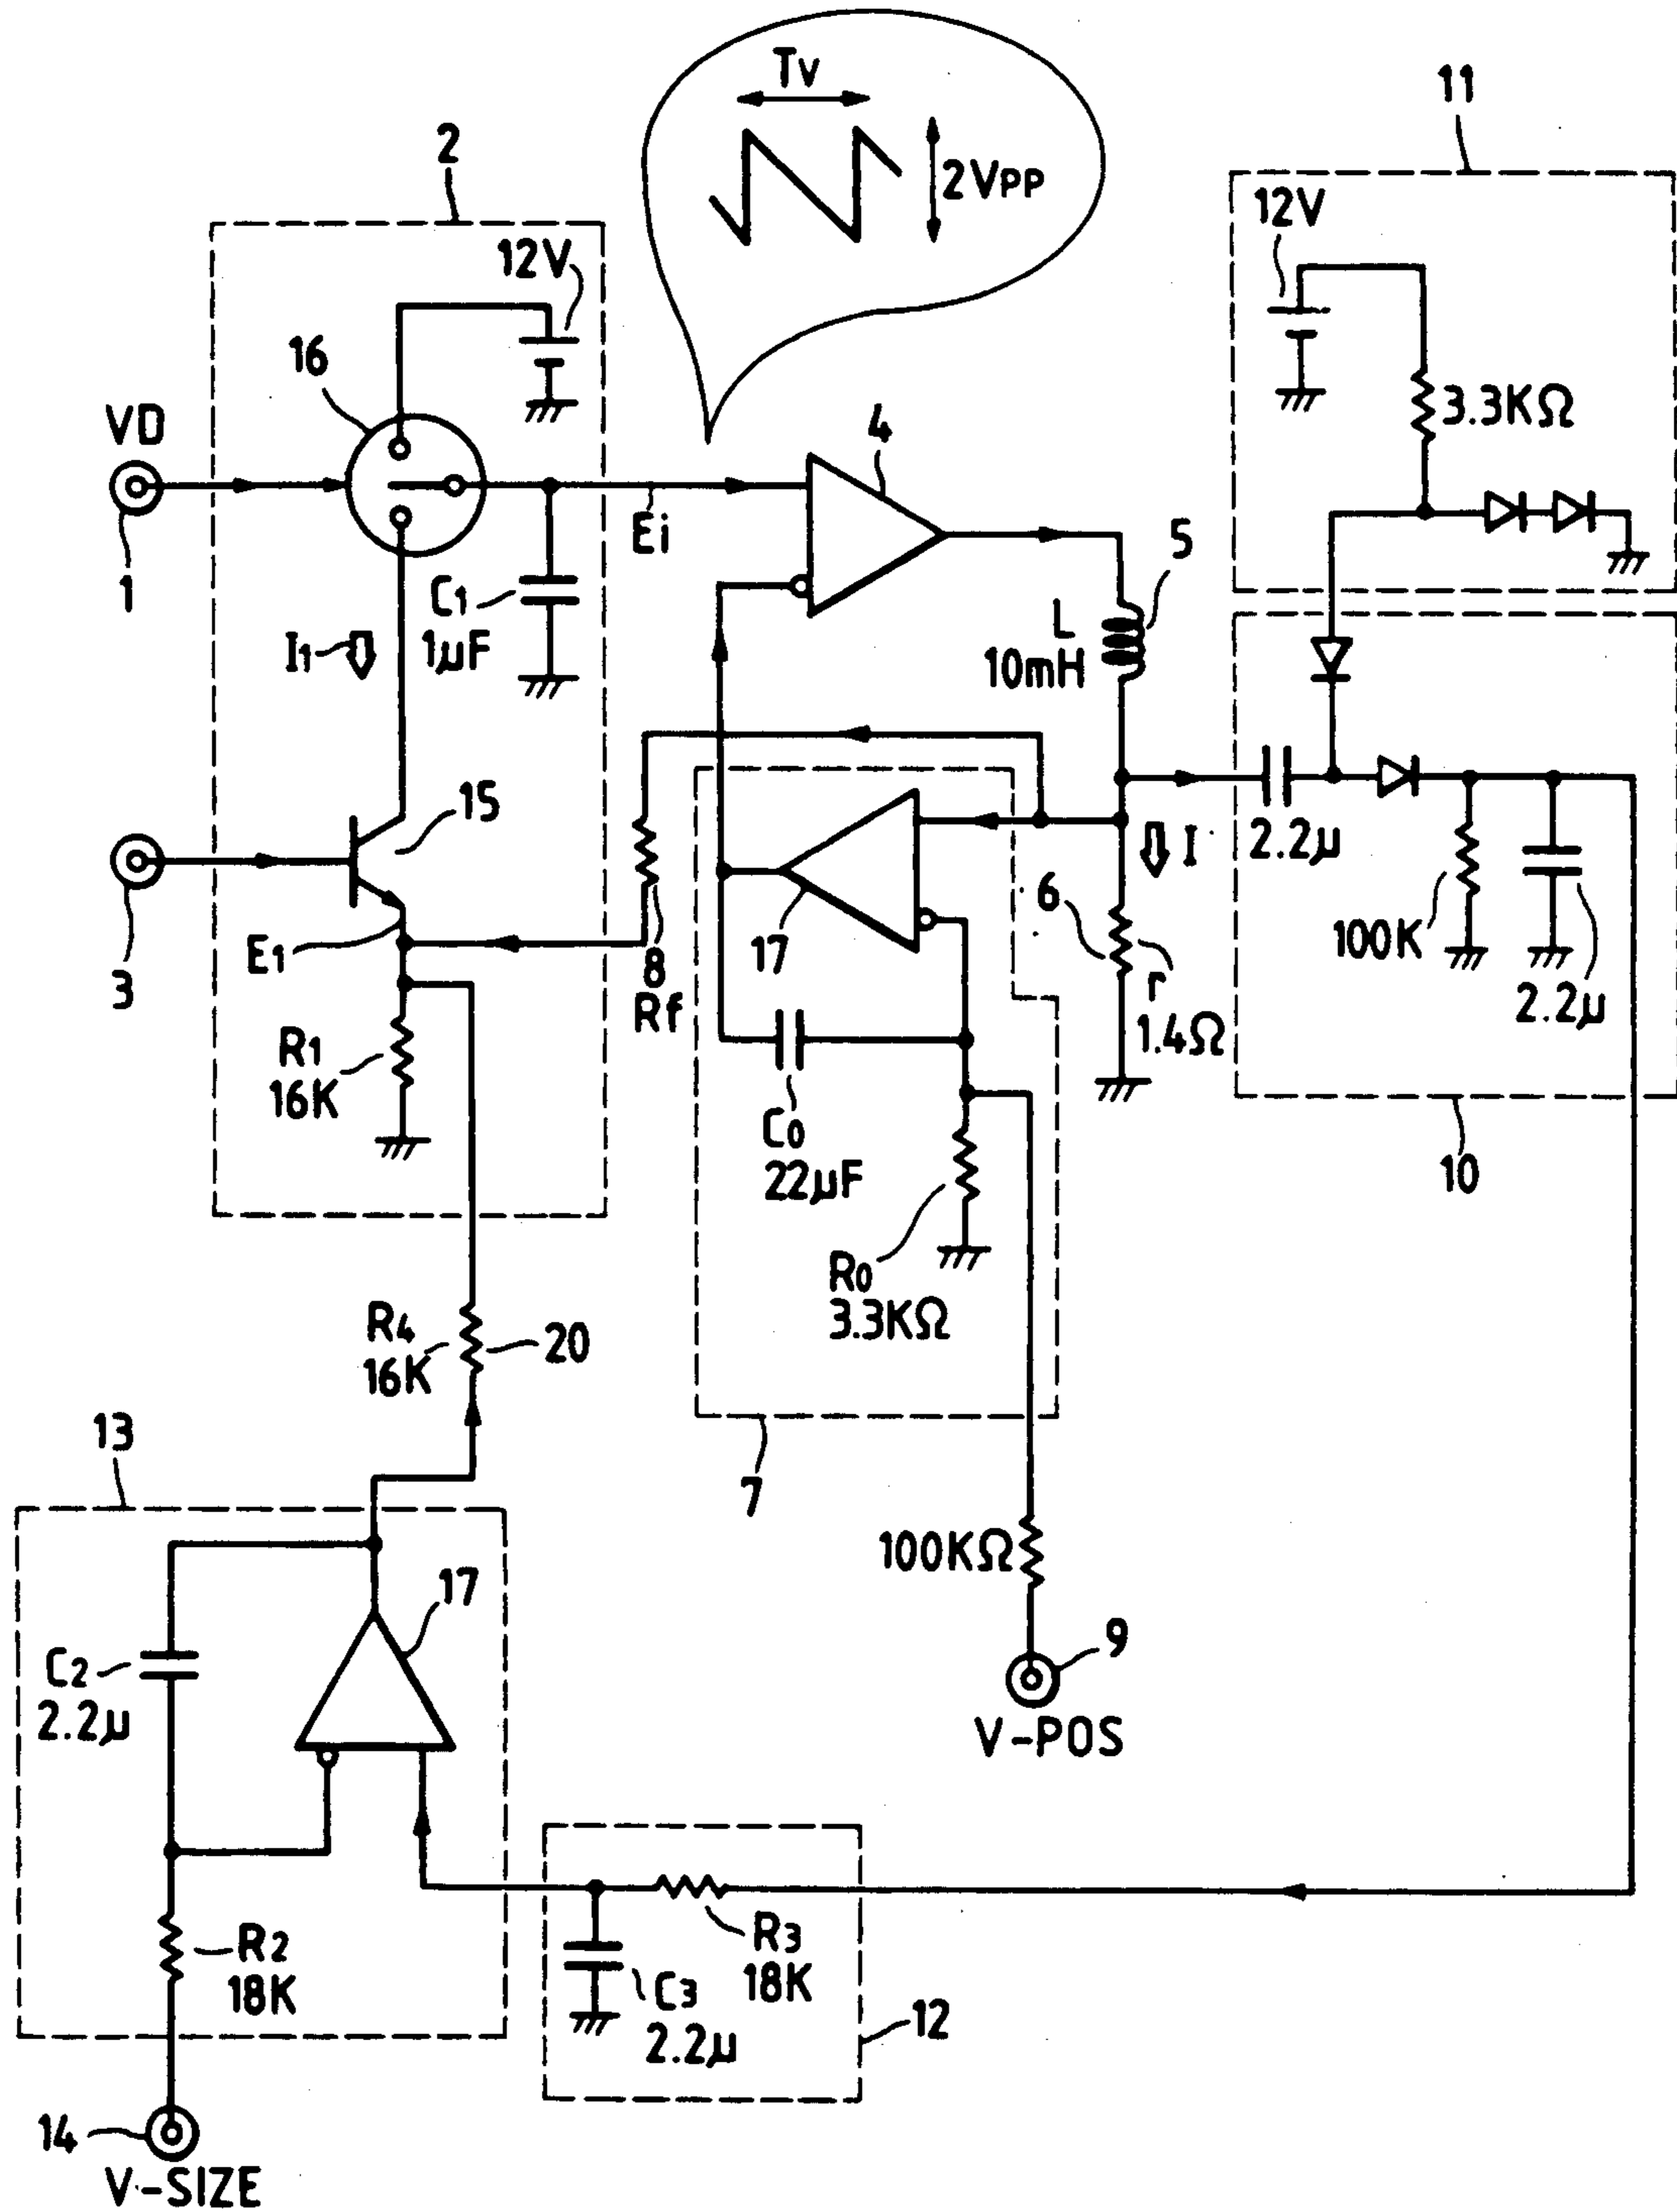 Tv
2VPP
11
12V
2
12V
3.3KΩ
16
4
VD
1
Ei
5
C1
1µF
I1
L
10mH
15
2.2µ
I
6
17
100K
3
E1
8
Rf
r
1.4Ω
2.2µ
R1
16K
C0
22µF
10
R0
3.3KΩ
R4
16K
20
13
7
17
100KΩ
C2
2.2µ
9
V-POS
R2
18K
R3
18K
C3
2.2µ
12
14
V-SIZE